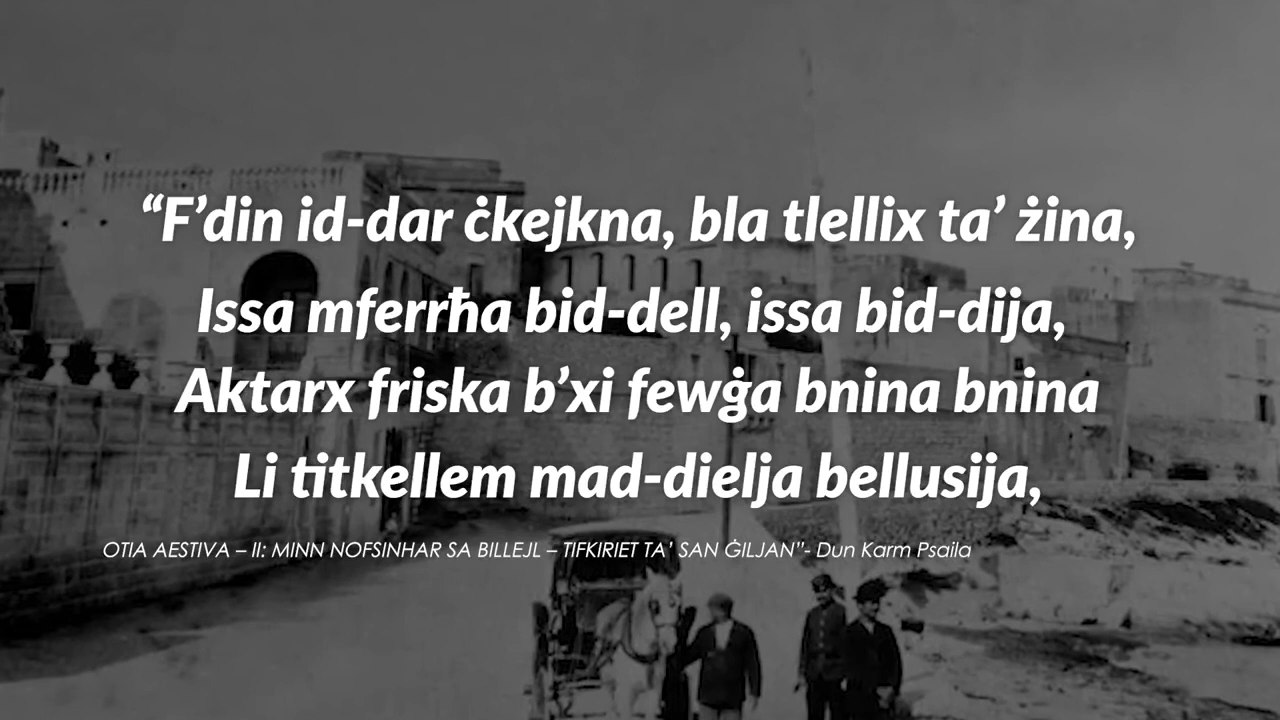 “F’din id-dar ċkejkna, bla tlellix ta’ żina,
Issa mferrħa bid-dell, issa bid-dija,
Aktarx friska b’xi fewġa bnina bnina
Li titkellem mad-dielja bellusija,
OTIA AESTIVA – II: MINN NOFSINHAR SA BILLEJL – TIFKIRIET TA’ SAN ĠILJAN”- Dun Karm Psaila